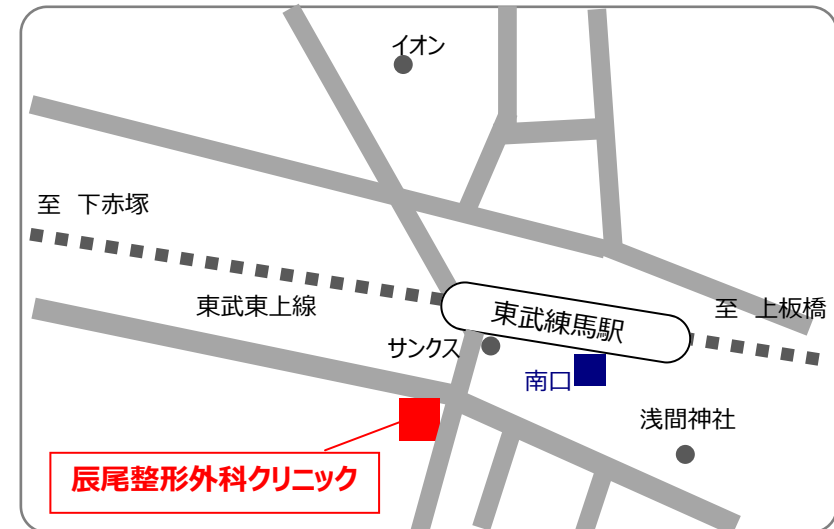 イオン
至　下赤塚
東武東上線
東武練馬駅
至　上板橋
サンクス
南口
浅間神社
辰尾整形外科クリニック